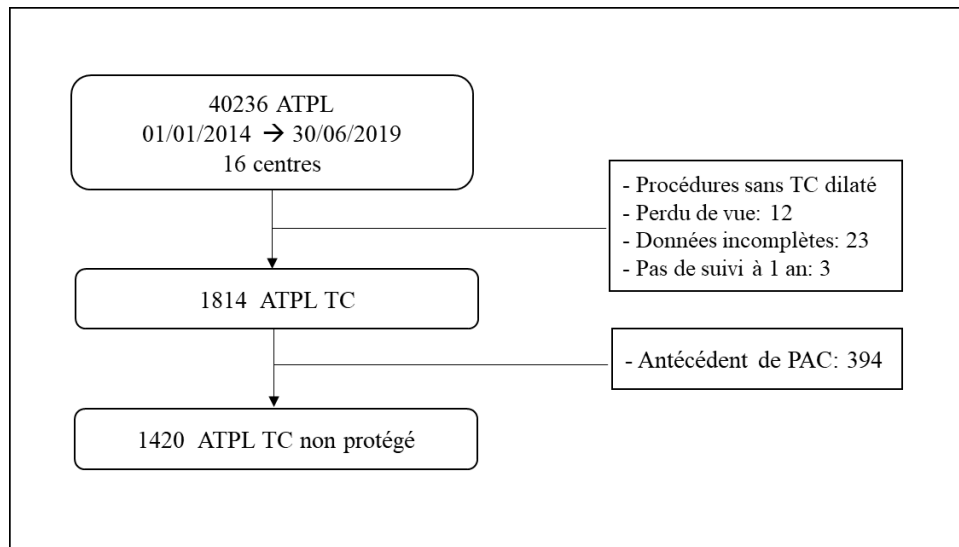 40236 ATPL
01/01/2014 → 30/06/2019
16 centres
- Procédures sans TC dilaté
- Perdu de vue: 12
- Données incomplètes: 23
- Pas de suivi à 1 an: 3
1814 ATPL TC
- Antécédent de PAC: 394
1420 ATPL TC non protégé